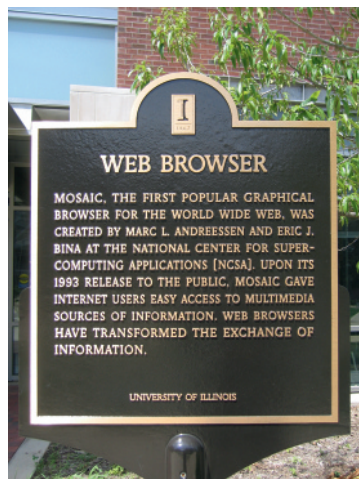 I
1867
WEB BROWSER
MOSAIC, THE FIRST POPULAR GRAPHICAL
BROWSER FOR THE WORLD WIDE WEB, WAS
CREATED BY MARC L. ANDREESSEN AND ERIC J.
BINA AT THE NATIONAL CENTER FOR SUPER-
COMPUTING APPLICATIONS [NCSA]. UPON ITS
1993 RELEASE TO THE PUBLIC, MOSAIC GAVE
INTERNET USERS EASY ACCESS TO MULTIMEDIA
SOURCES OF INFORMATION. WEB BROWSERS
HAVE TRANSFORMED THE EXCHANGE OF
INFORMATION.
UNIVERSITY OF ILLINOIS